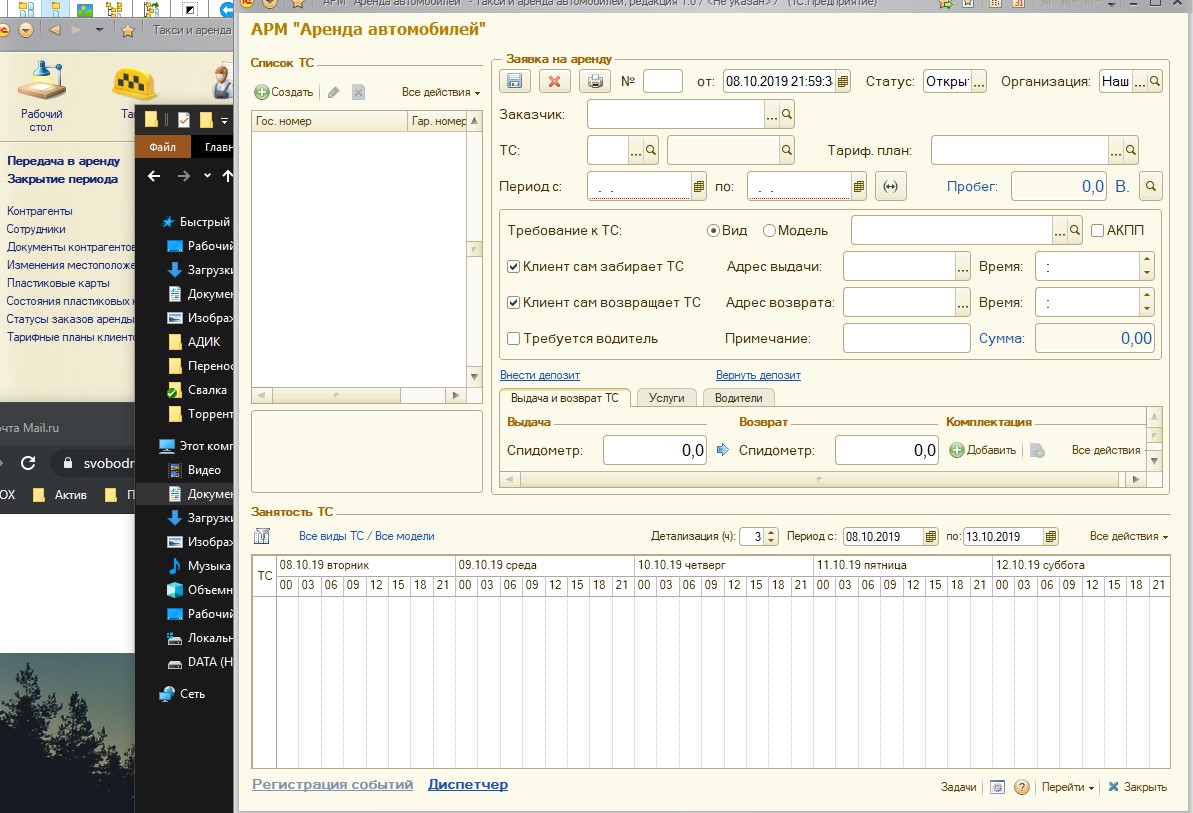 АРМ "Аренда автомобилей" - Такси и аренда автомобилей, редакция 1.0 / <Не указан> / (1С:Предприятие)
Такси и аренда
Рабочий
стол
Передача в аренду
Закрытие периода
Контрагенты
Сотрудники
Документы контрагентов
Изменения местоположе
Пластиковые карты
Состояния пластиковых к
Статусы заказов аренды
Тарифные планы клиент
чта Mail.ru
svobodr
OX
Актив
П
Файл
Главн
Быстрый
Рабочий
Загрузки
Докумен
Изобра
АДИК
Перенос
Свалка
Торрент
Этот комп
Видео
Докумен
Загрузки
Изобра
Музыка
Объемн
Рабочий
Локальн
DATA (H
Сеть
АРМ "Аренда автомобилей"
Список ТС
Создать
Все действия
Гос. номер
Гар. номер
Заявка на аренду
№
от:
08.10.2019 21:59:3
Статус:
Откры
...
Организация:
Наш
...
Заказчик:
...
ТС:
...
Тариф. план:
...
Период с:
. .
по:
. .
Пробег:
0,0
В.
Требование к ТС:
Вид
Модель
...
АКПП
Клиент сам забирает ТС
Адрес выдачи:
...
Время:
:
Клиент сам возвращает ТС
Адрес возврата:
...
Время:
:
Требуется водитель
Примечание:
Сумма:
0,00
Внести депозит
Вернуть депозит
Выдача и возврат ТС
Услуги
Водители
Выдача
Возврат
Комплектация
Спидометр:
0,0
Спидометр:
0,0
Добавить
Все действия
Занятость ТС
Все виды ТС / Все модели
Детализация (ч):
3
Период с:
08.10.2019
по:
13.10.2019
Все действия
ТС
08.10.19 вторник
09.10.19 среда
10.10.19 четверг
11.10.19 пятница
12.10.19 суббота
00 03 06 09 12 15 18 21 00 03 06 09 12 15 18 21 00 03 06 09 12 15 18 21 00 03 06 09 12 15 18 21 00 03 06 09 12 15 18 21
Регистрация событий
Диспетчер
Задачи
Перейти
Закрыть